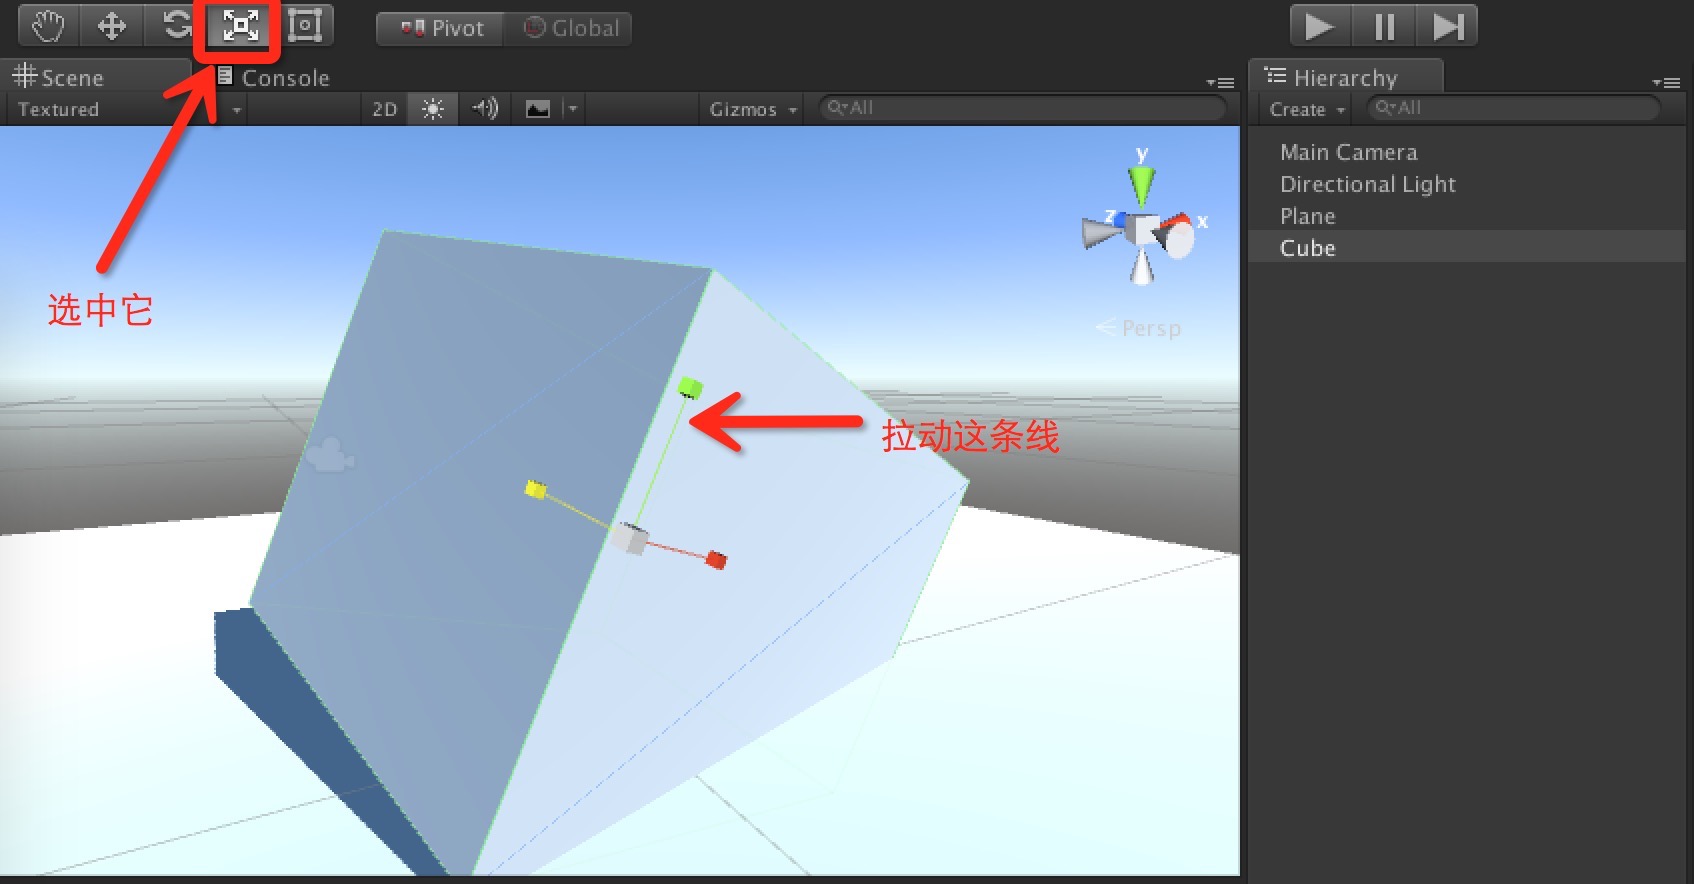 Pivot
Global
Scene
Console
Hierarchy
Textured
2D
Gizmos
All
Create
All
Main Camera
Directional Light
Plane
Cube
y
z
x
Persp
选中它
拉动这条线